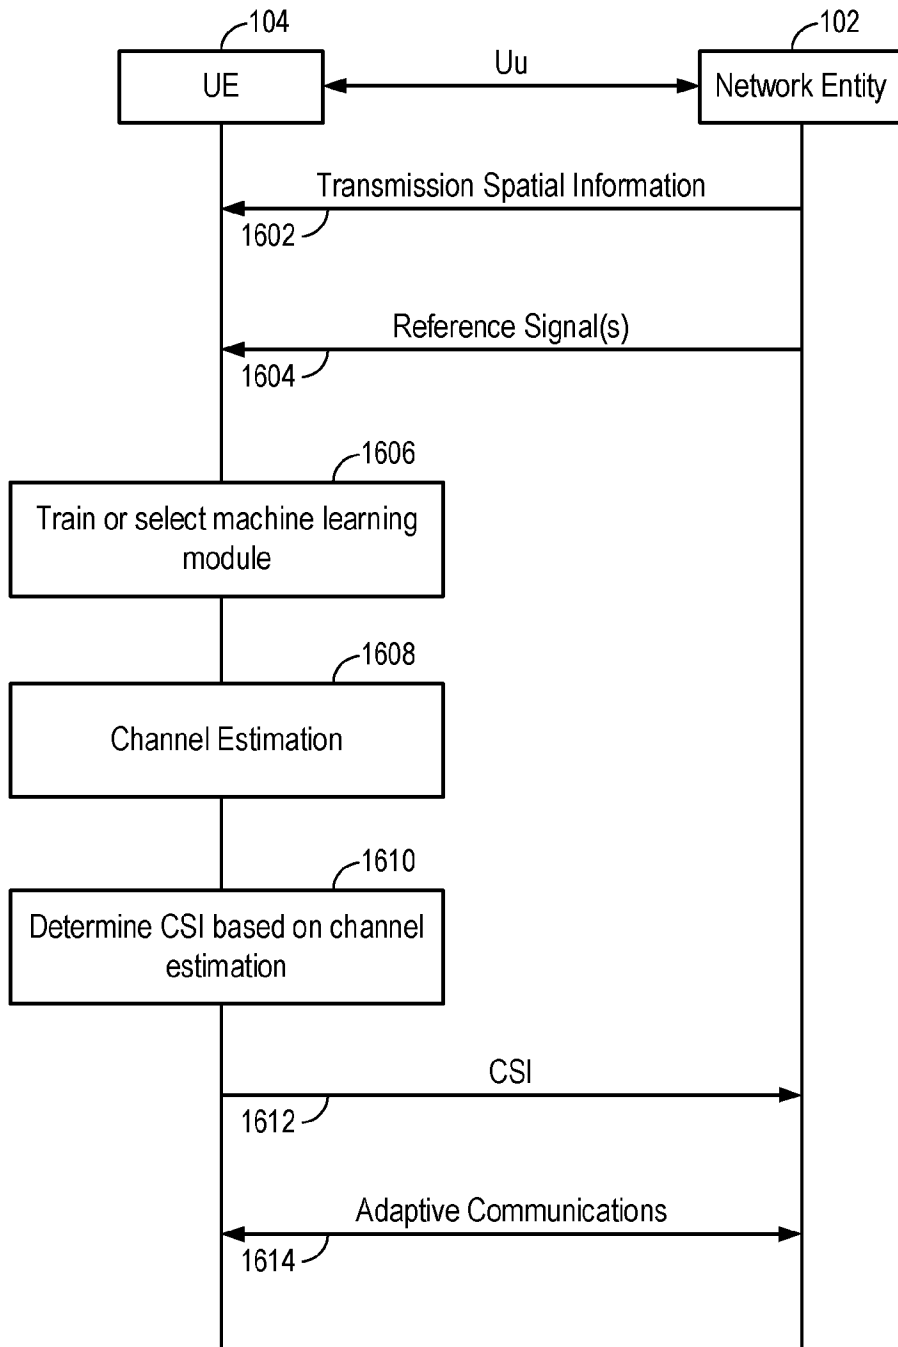 104
102
UE
Uu
Network Entity
Transmission Spatial Information
1602
Reference Signal(s)
1604
1606
Train or select machine learning
module
1608
Channel Estimation
1610
Determine CSI based on channel
estimation
CSI
1612
Adaptive Communications
1614